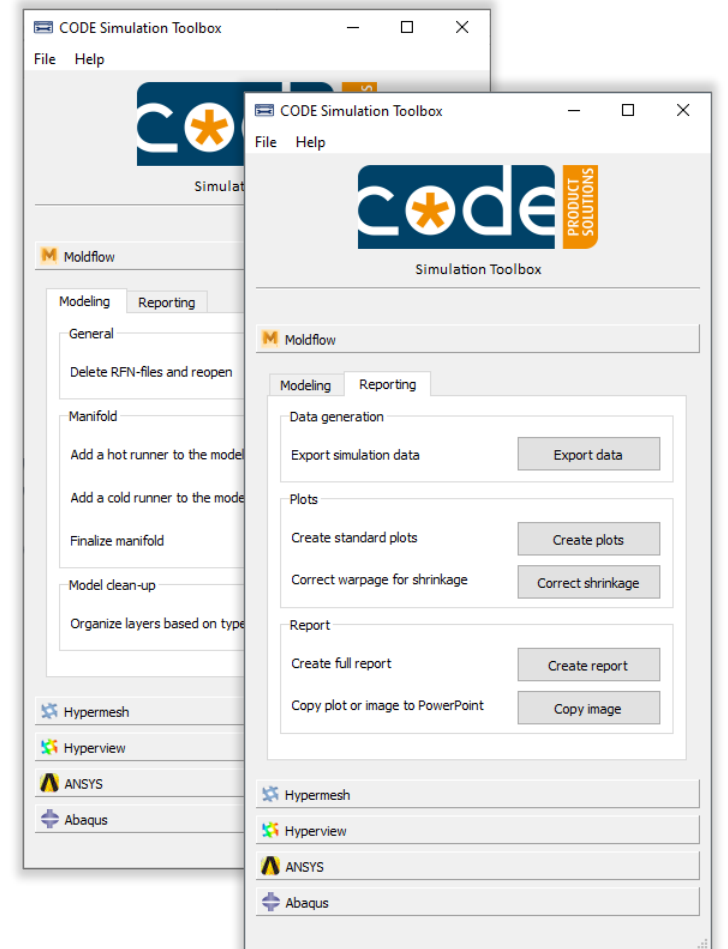 CODE Simulation Toolbox
File Help
Simulat
Moldflow
Modeling Reporting
General
Delete RFN-files and reopen
Manifold
Add a hot runner to the model
Add a cold runner to the mode
Finalize manifold
Model clean-up
Organize layers based on type
Hypermesh
Hyperview
ANSYS
Abaqus
CODE Simulation Toolbox
File Help
code
PRODUCT
SOLUTIONS
Simulation Toolbox
Moldflow
Modeling Reporting
Data generation
Export simulation data Export data
Plots
Create standard plots Create plots
Correct warpage for shrinkage Correct shrinkage
Report
Create full report Create report
Copy plot or image to PowerPoint Copy image
Hypermesh
Hyperview
ANSYS
Abaqus